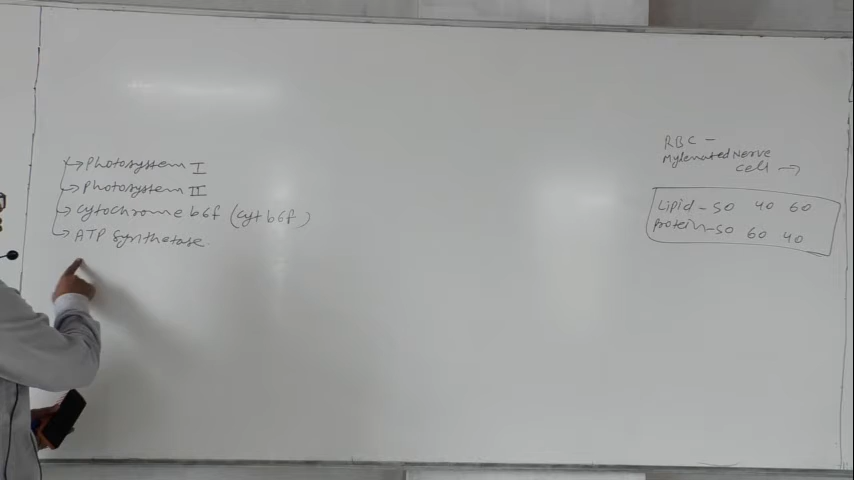 Photosystem I
Photosystem II
Cytochrome b6f (Cyt b6f)
ATP Synthetase.
RBC -
Mylenated Nerve
cell →
Lipid - 50 40 60
Protein - 50 60 40